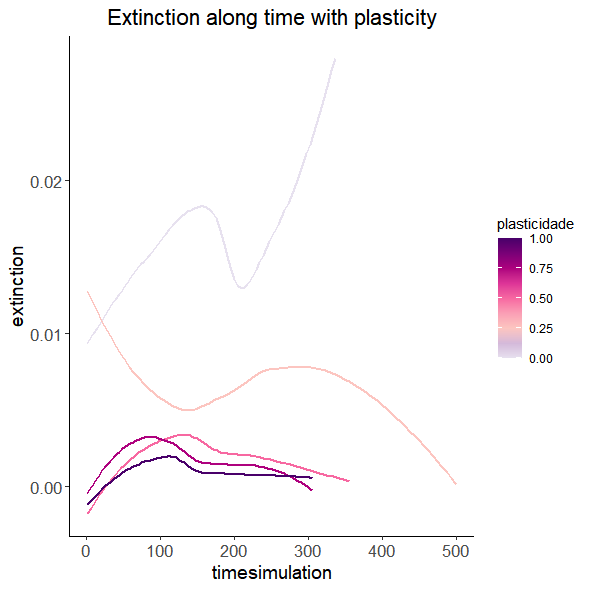 Extinction along time with plasticity
extinction
0.02
0.01
0.00
0 100 200 300 400 500
timesimulation
plasticidade
1.00
0.75
0.50
0.25
0.00